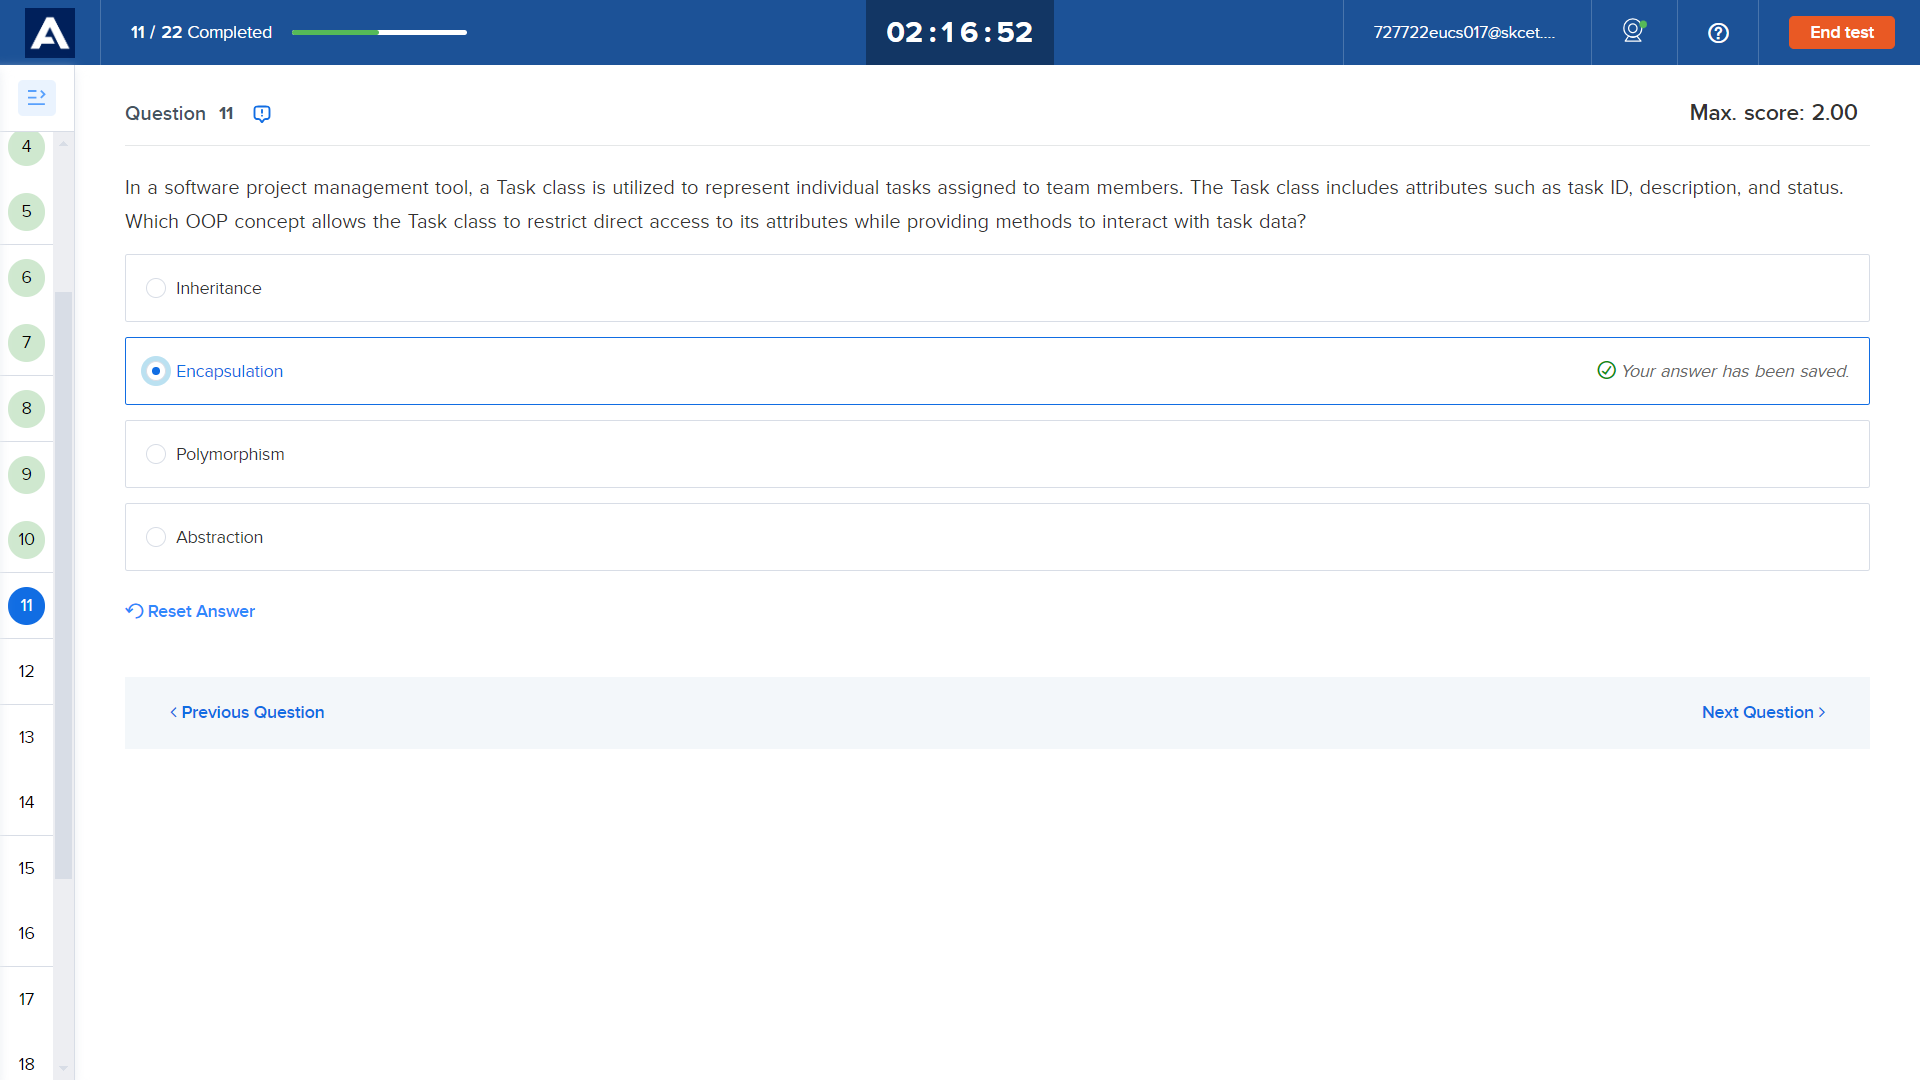 11 / 22 Completed
02:16:52
727722eucs017@skcet....
End test
4
5
6
7
8
9
10
11
12
13
14
15
16
17
18
Question 11
Max. score: 2.00
In a software project management tool, a Task class is utilized to represent individual tasks assigned to team members. The Task class includes attributes such as task ID, description, and status.
Which OOP concept allows the Task class to restrict direct access to its attributes while providing methods to interact with task data?
Inheritance
Encapsulation
Your answer has been saved.
Polymorphism
Abstraction
Reset Answer
< Previous Question
Next Question >